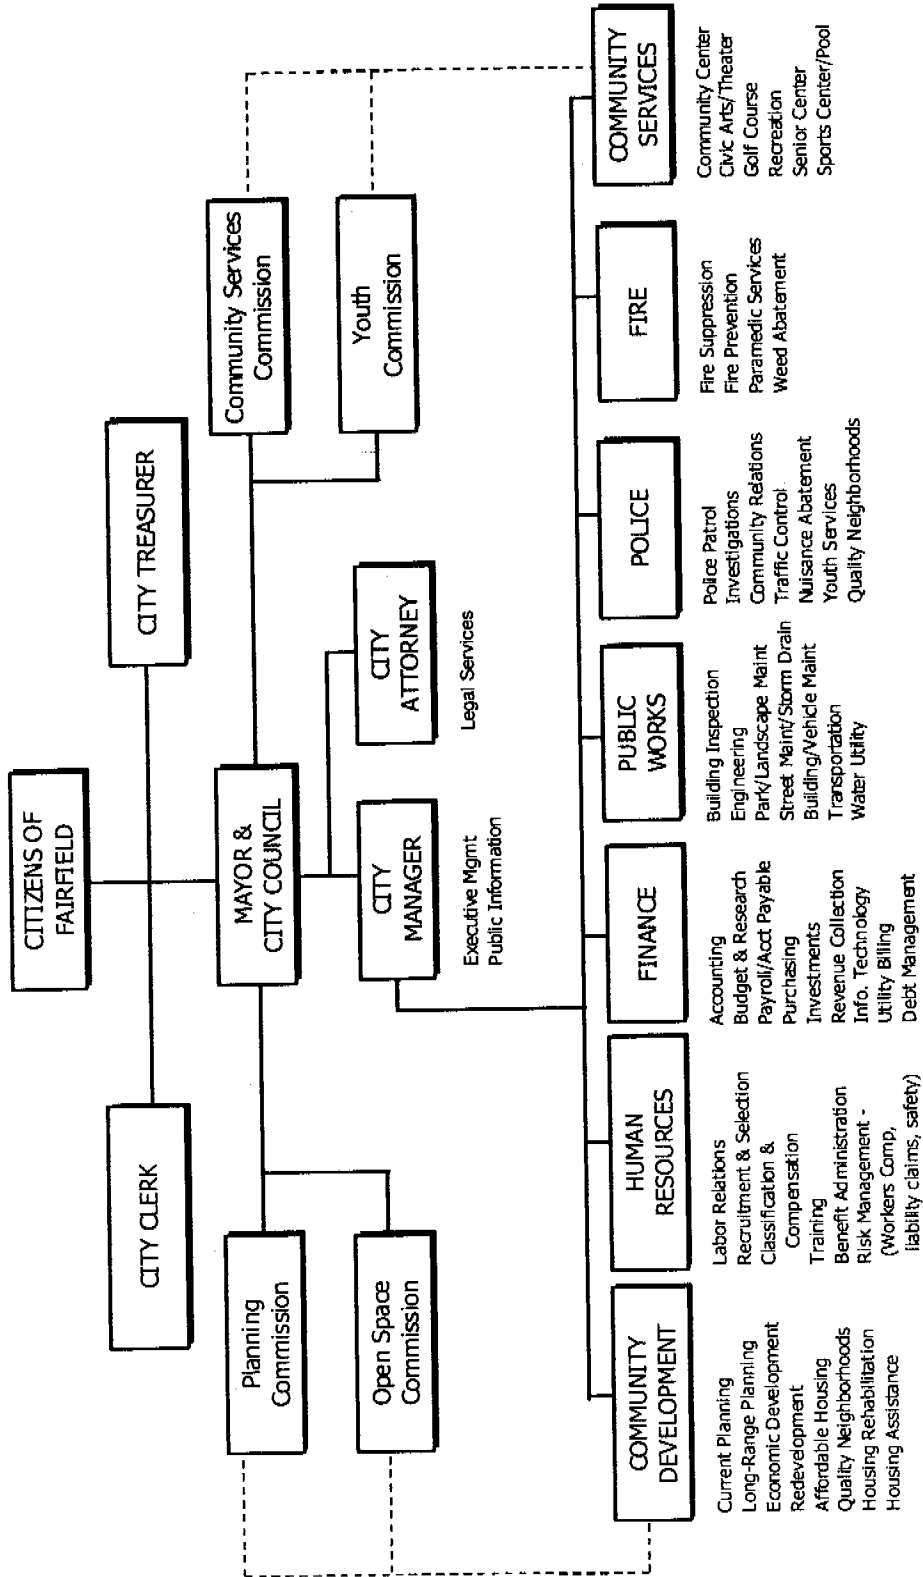 CITIZENS OF
FAIRFIELD
CITY CLERK
CITY TREASURER
MAYOR &
CITY COUNCIL
Planning
Commission
Community Services
Commission
Open Space
Commission
CITY
MANAGER
CITY
ATTORNEY
Youth
Commission
Executive Mgmt
Public Information
Legal Services
COMMUNITY
DEVELOPMENT
Current Planning
Long-Range Planning
Economic Development
Redevelopment
Affordable Housing
Quality Neighborhoods
Housing Rehabilitation
Housing Assistance
HUMAN
RESOURCES
Labor Relations
Recruitment & Selection
Classification &
Compensation
Training
Benefit Administration
Risk Management -
(Workers Comp,
liability claims, safety)
FINANCE
Accounting
Budget & Research
Payroll/Acct Payable
Purchasing
Investments
Revenue Collection
Info. Technology
Utility Billing
Debt Management
PUBLIC
WORKS
Building Inspection
Engineering
Park/Landscape Maint
Street Maint/Storm Drain
Building/Vehicle Maint
Transportation
Water Utility
POLICE
Police Patrol
Investigations
Community Relations
Traffic Control
Nuisance Abatement
Youth Services
Quality Neighborhoods
FIRE
Fire Suppression
Fire Prevention
Paramedic Services
Weed Abatement
COMMUNITY
SERVICES
Community Center
Civic Arts/Theater
Golf Course
Recreation
Senior Center
Sports Center/Pool